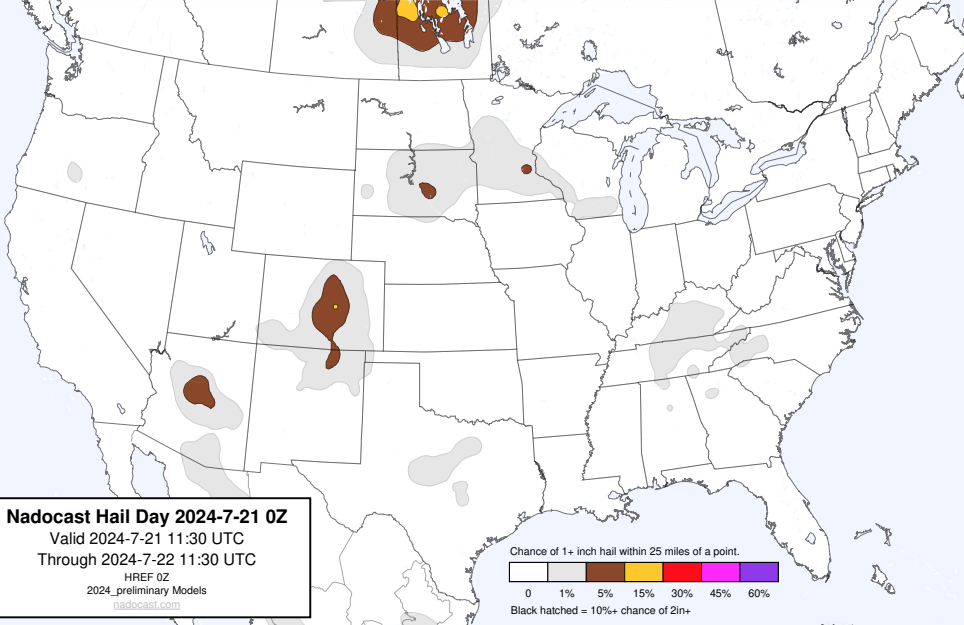 Nadocast Hail Day 2024-7-21 0Z
Valid 2024-7-21 11:30 UTC
Through 2024-7-22 11:30 UTC
HREF 0Z
2024_preliminary Models
nadocast.com
Chance of 1+ inch hail within 25 miles of a point.
0 1% 5% 15% 30% 45% 60%
Black hatched = 10%+ chance of 2in+